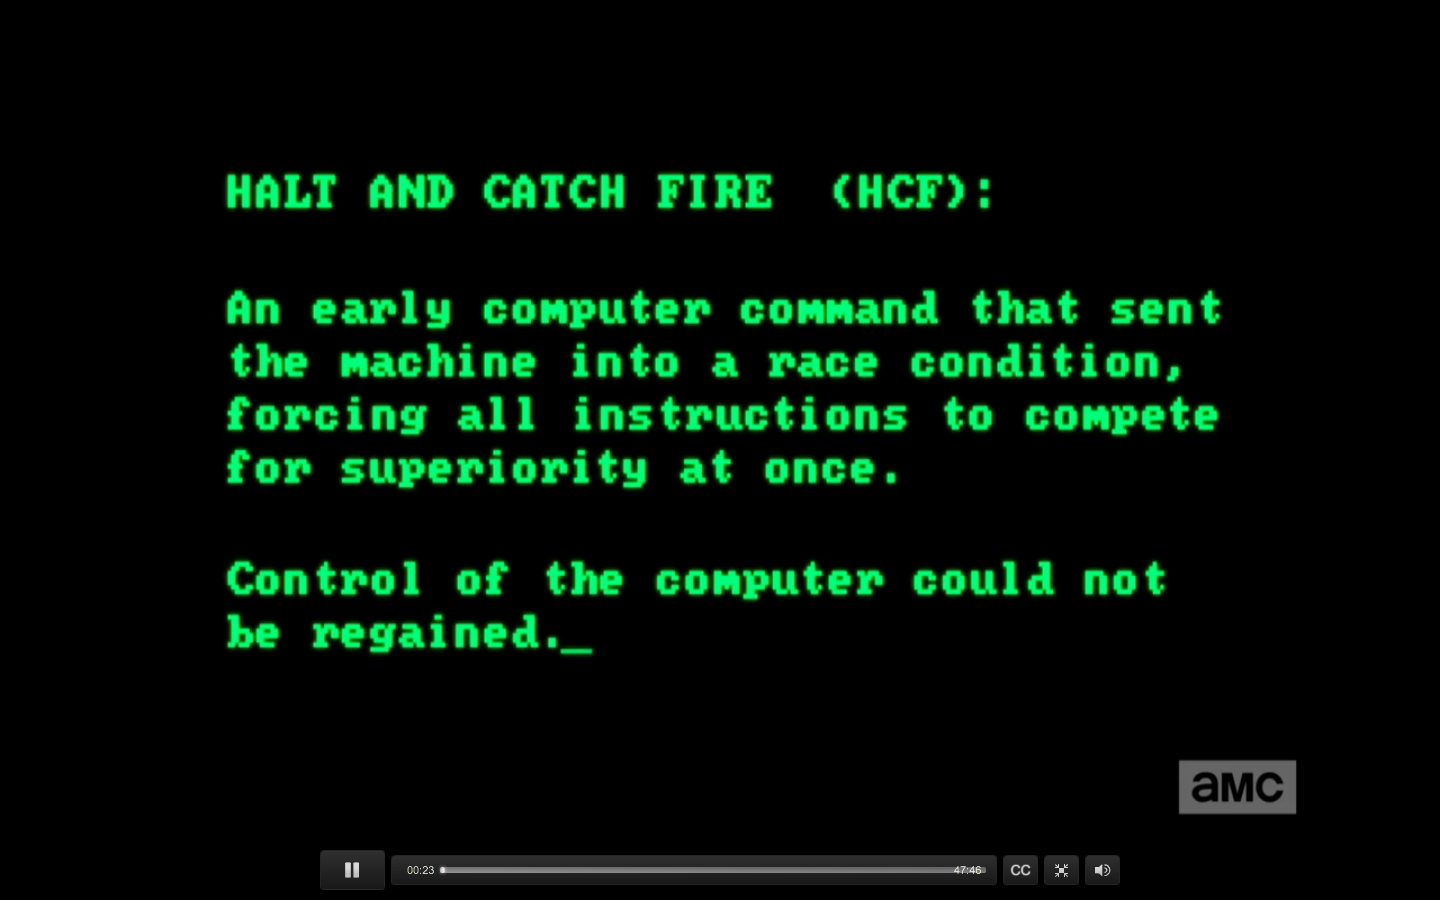 HALT AND CATCH FIRE (HCF):
An early computer command that sent
the machine into a race condition,
forcing all instructions to compete
for superiority at once.
Control of the computer could not
be regained._
aMC
00:23
47:46
CC